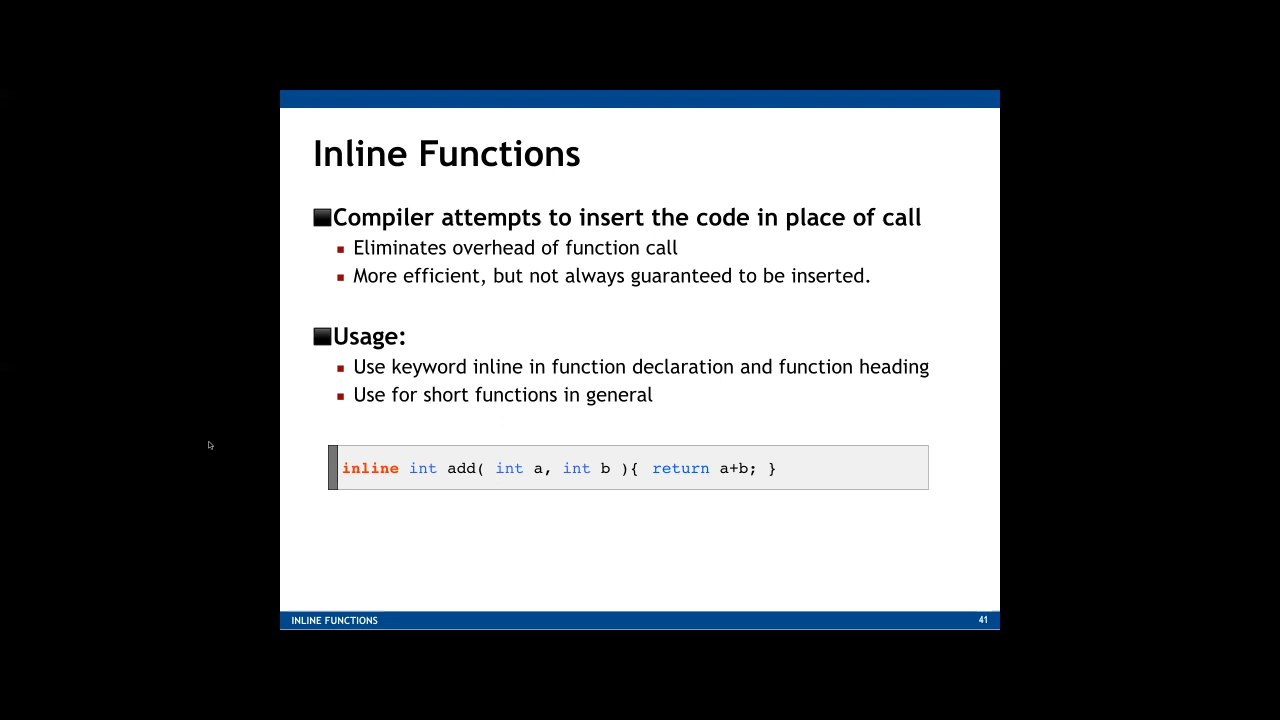 Inline Functions
Compiler attempts to insert the code in place of call
Eliminates overhead of function call
More efficient, but not always guaranteed to be inserted.
Usage:
Use keyword inline in function declaration and function heading
Use for short functions in general
inline int add( int a, int b ){ return a+b; }
INLINE FUNCTIONS 41